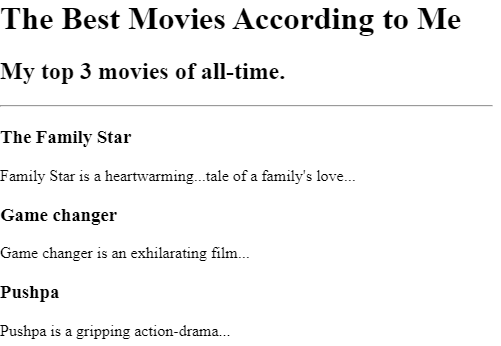 The Best Movies According to Me
My top 3 movies of all-time.
The Family Star
Family Star is a heartwarming...tale of a family's love...
Game changer
Game changer is an exhilarating film...
Pushpa
Pushpa is a gripping action-drama...